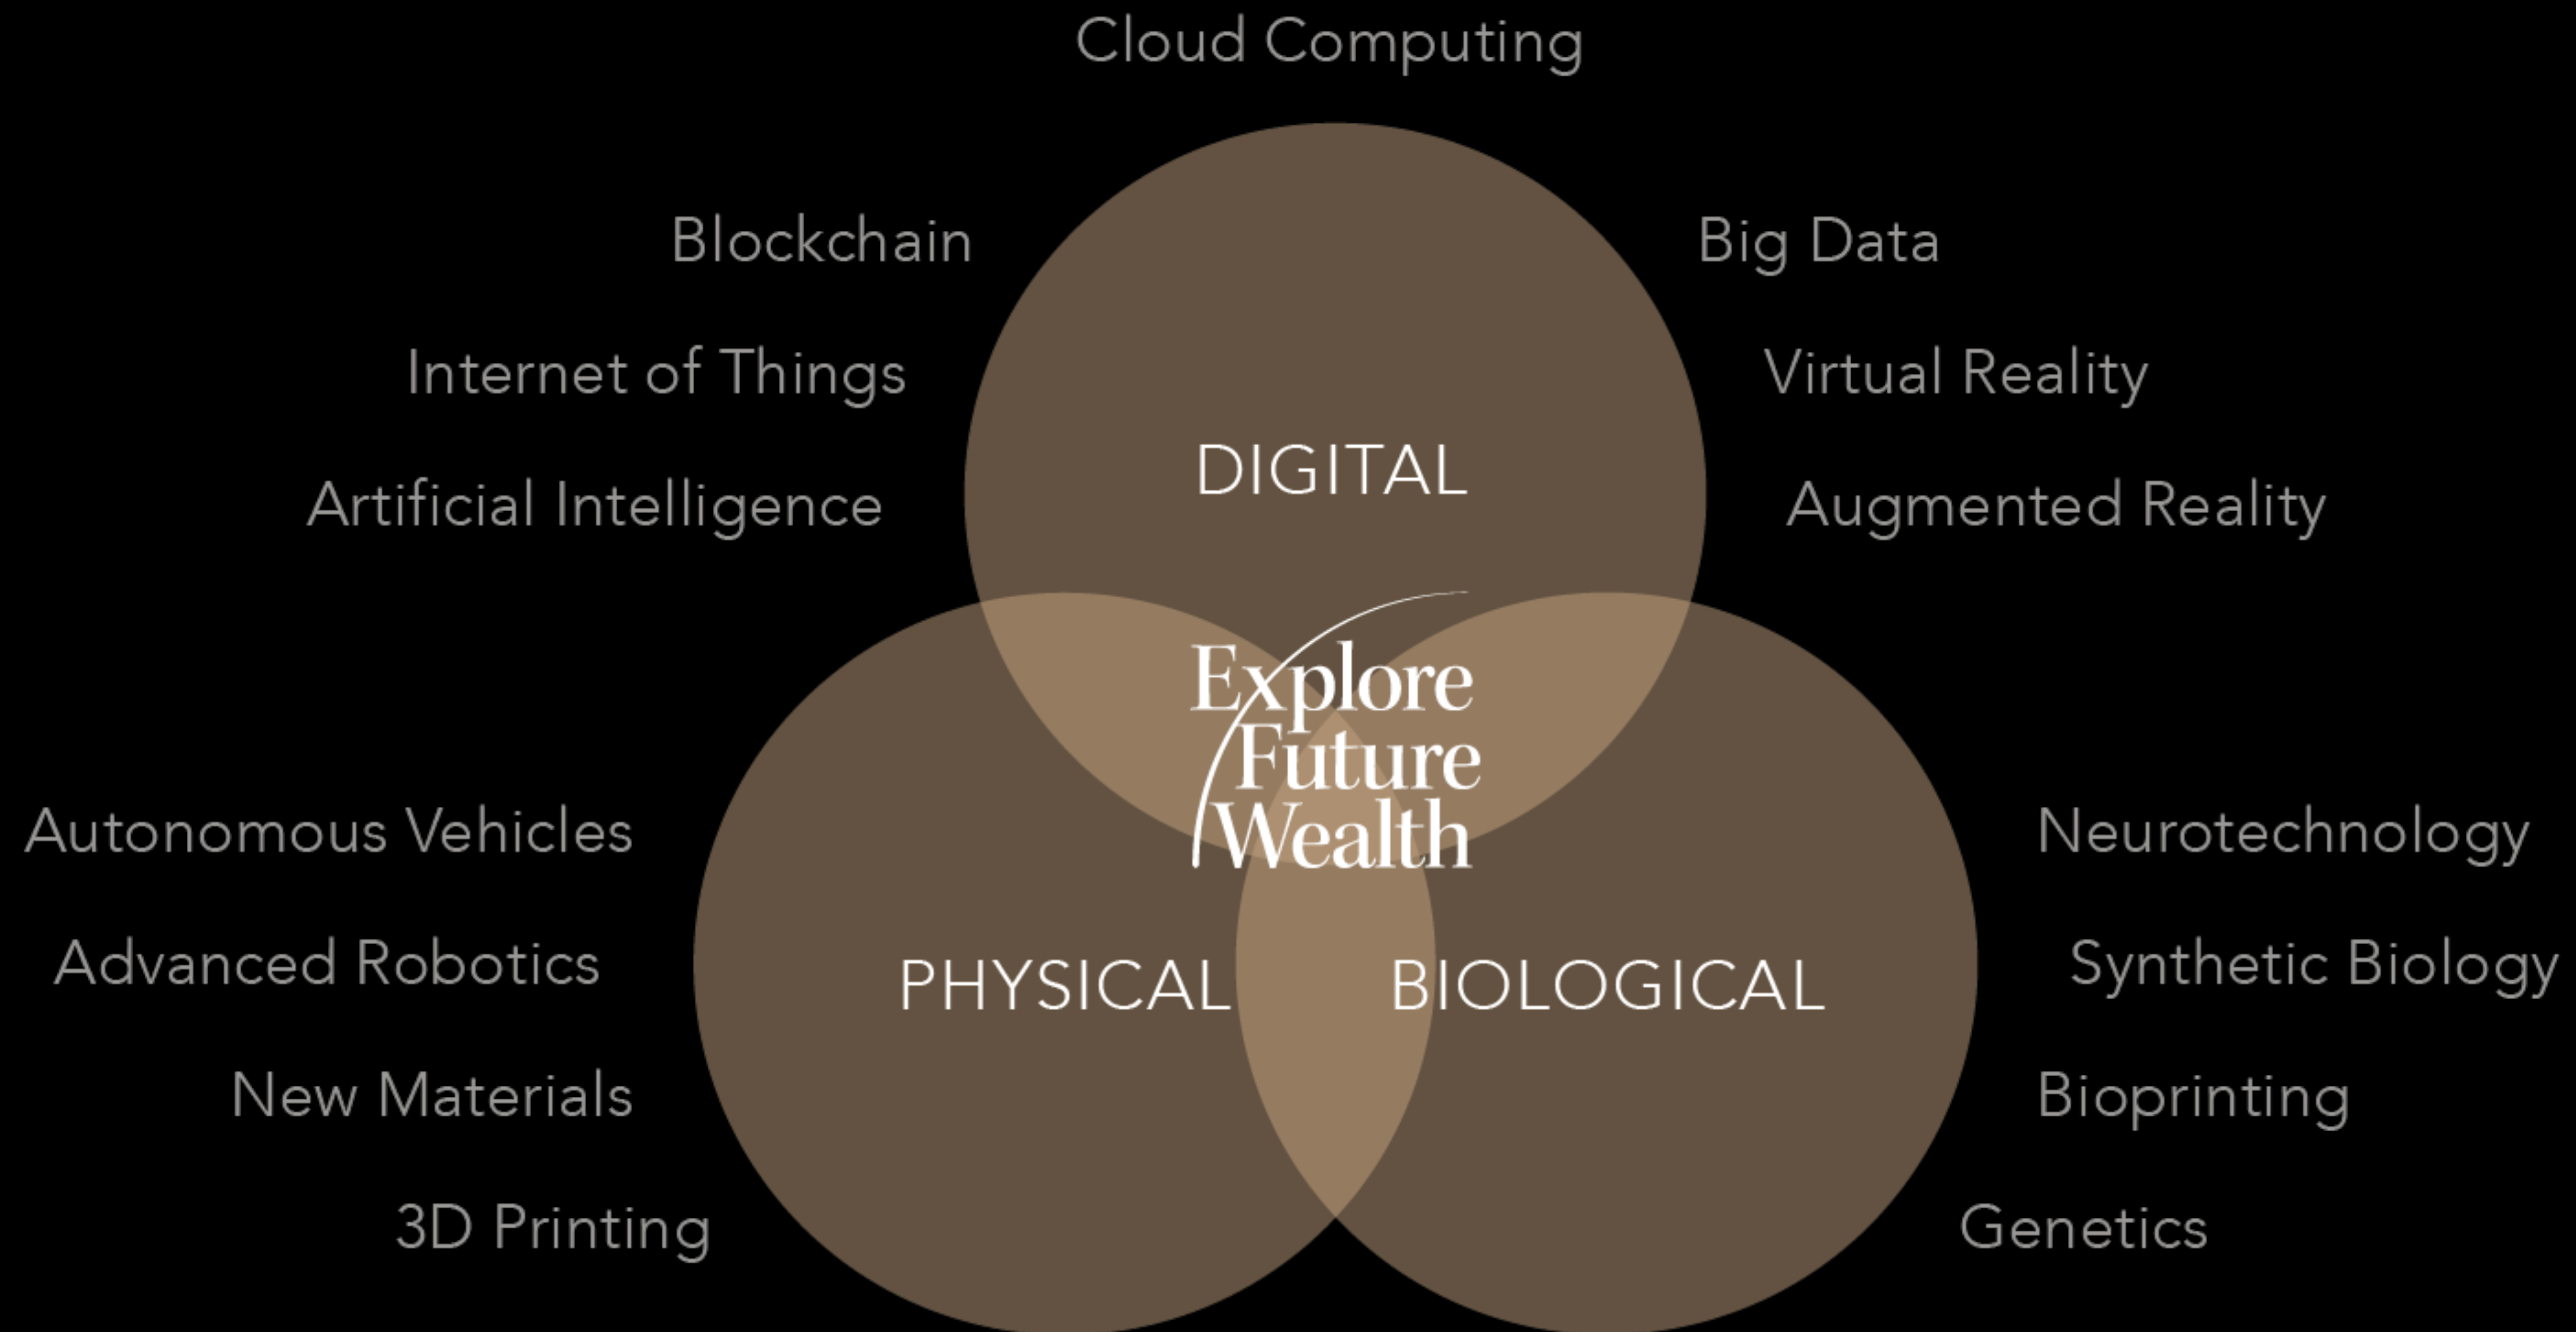 Cloud Computing
Blockchain
Big Data
Internet of Things
Virtual Reality
Artificial Intelligence
Augmented Reality
DIGITAL
Explore
Future
Wealth
Autonomous Vehicles
Neurotechnology
Advanced Robotics
Synthetic Biology
PHYSICAL
BIOLOGICAL
New Materials
Bioprinting
3D Printing
Genetics